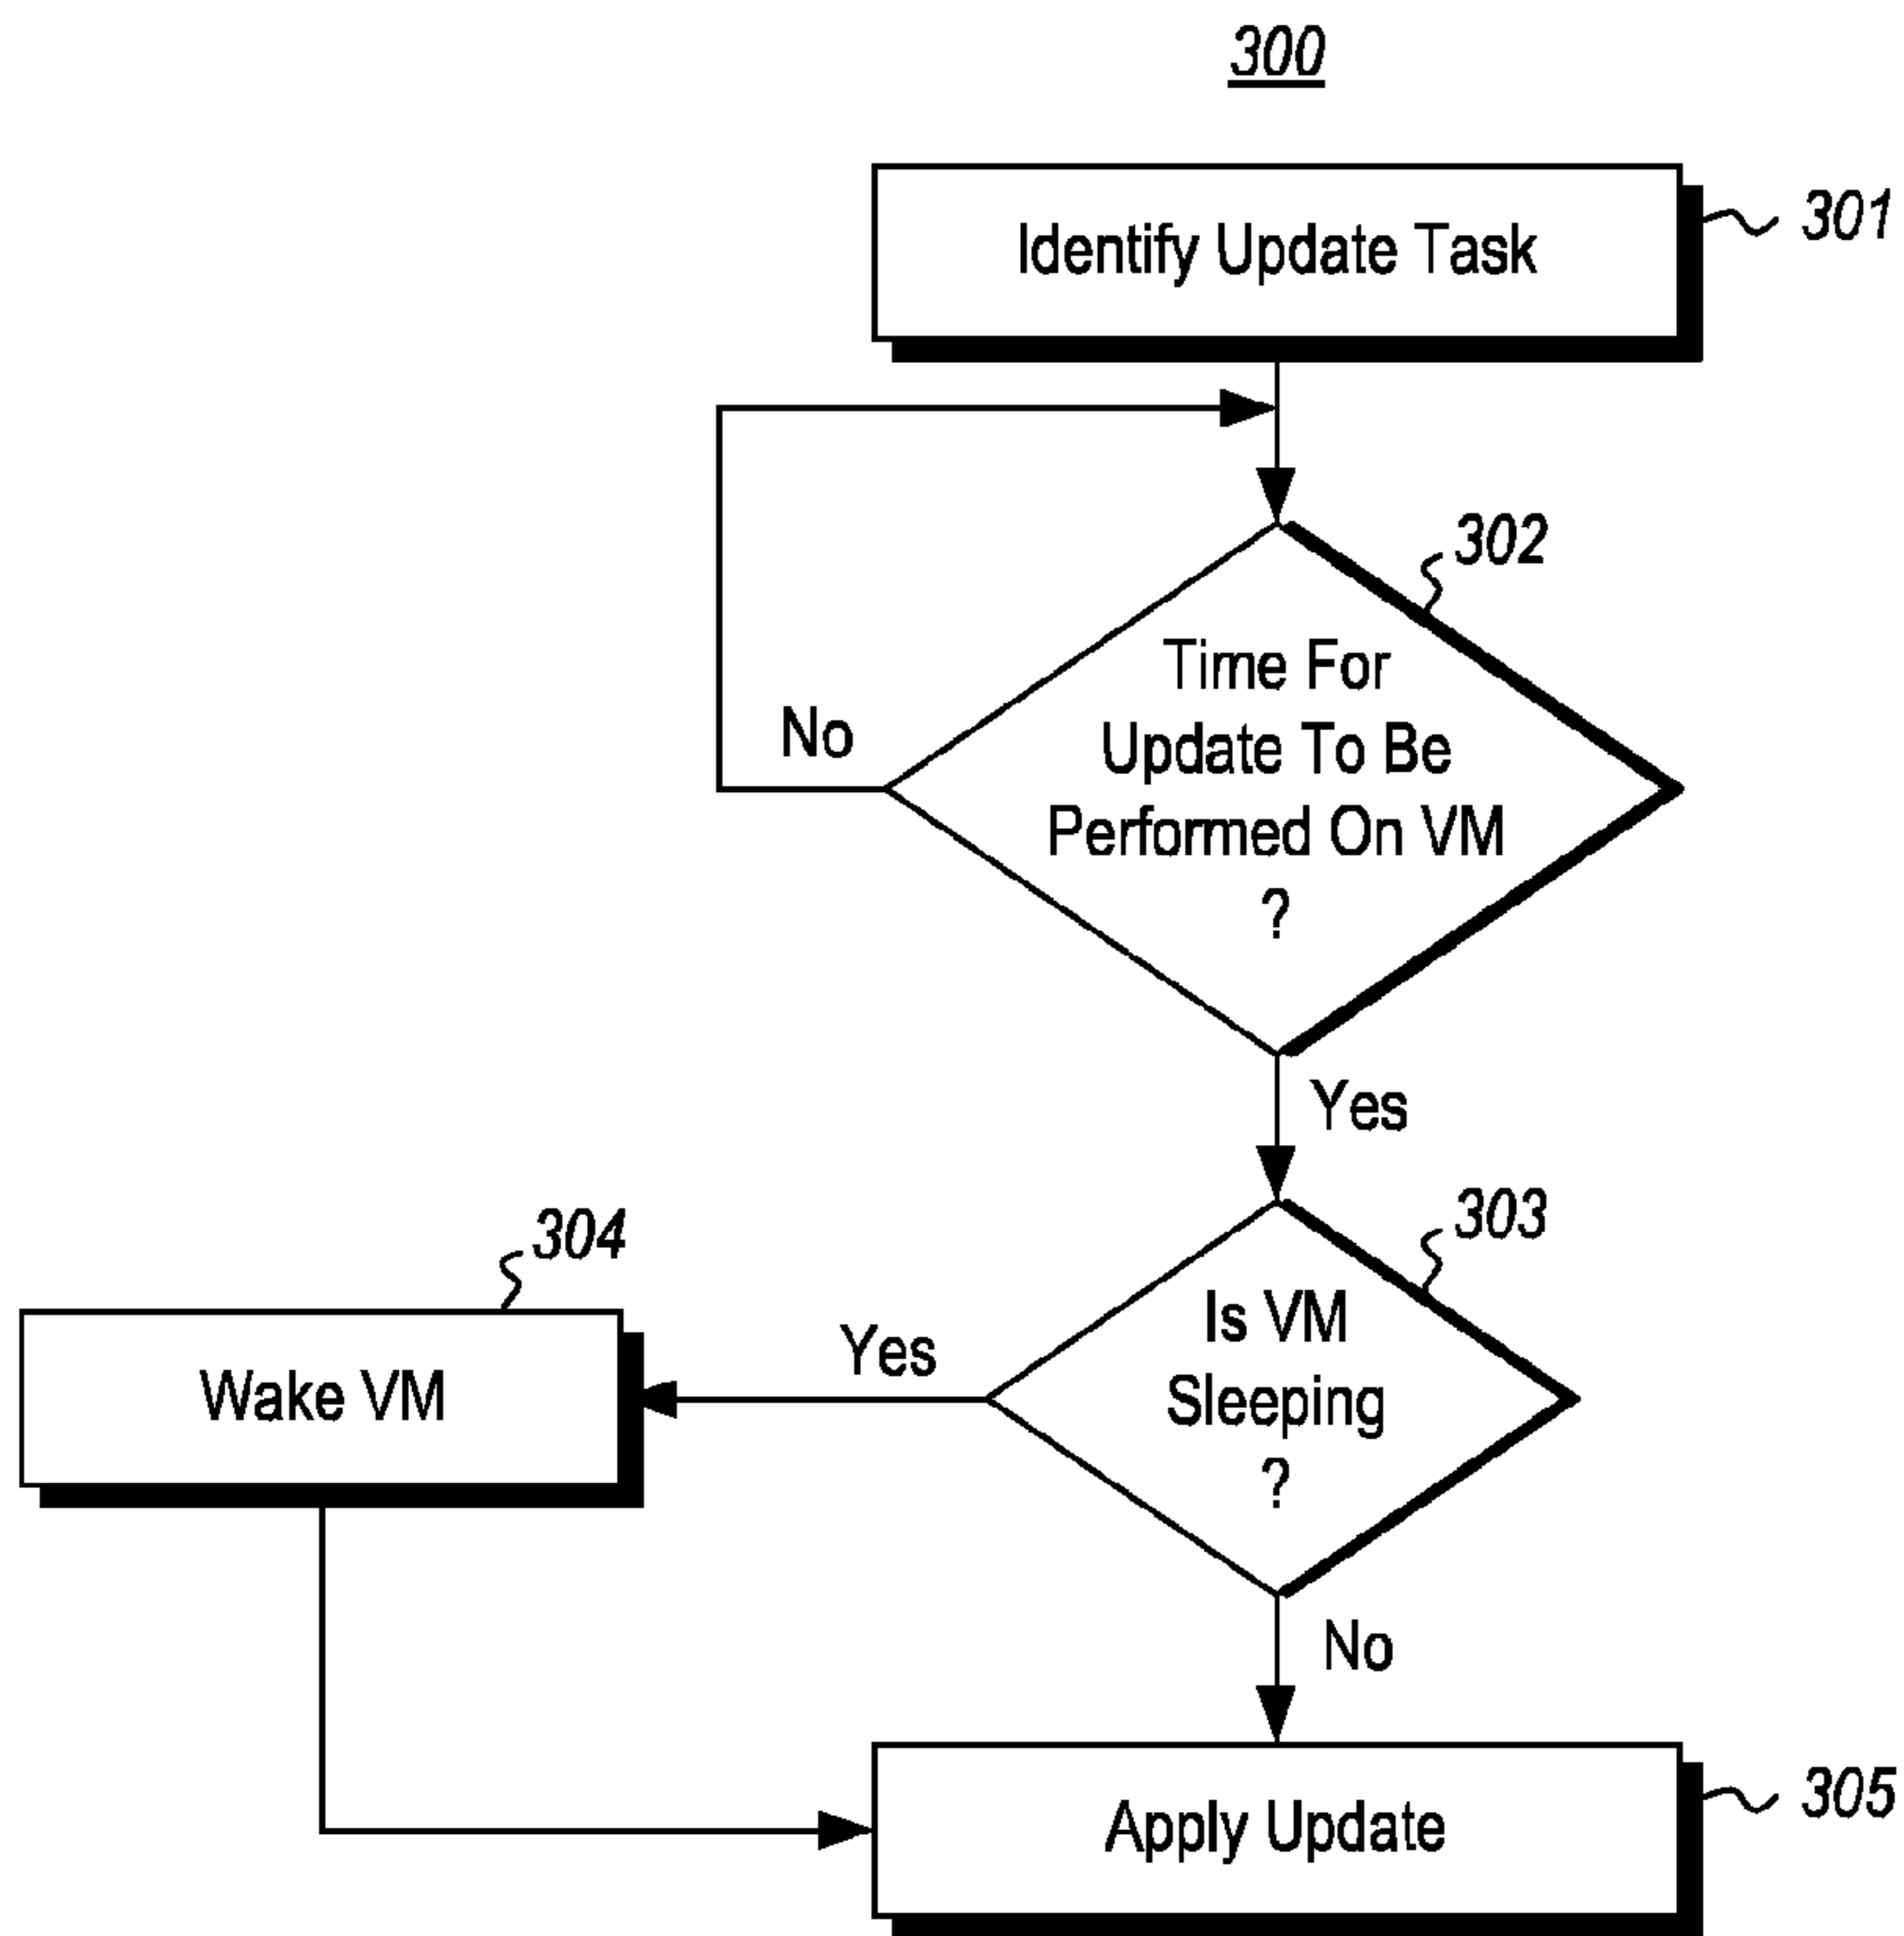 300
Identify Update Task
301
302
Time For
Update To Be
Performed On VM
?
No
Yes
303
Is VM
Sleeping
?
304
Yes
Wake VM
No
Apply Update
305